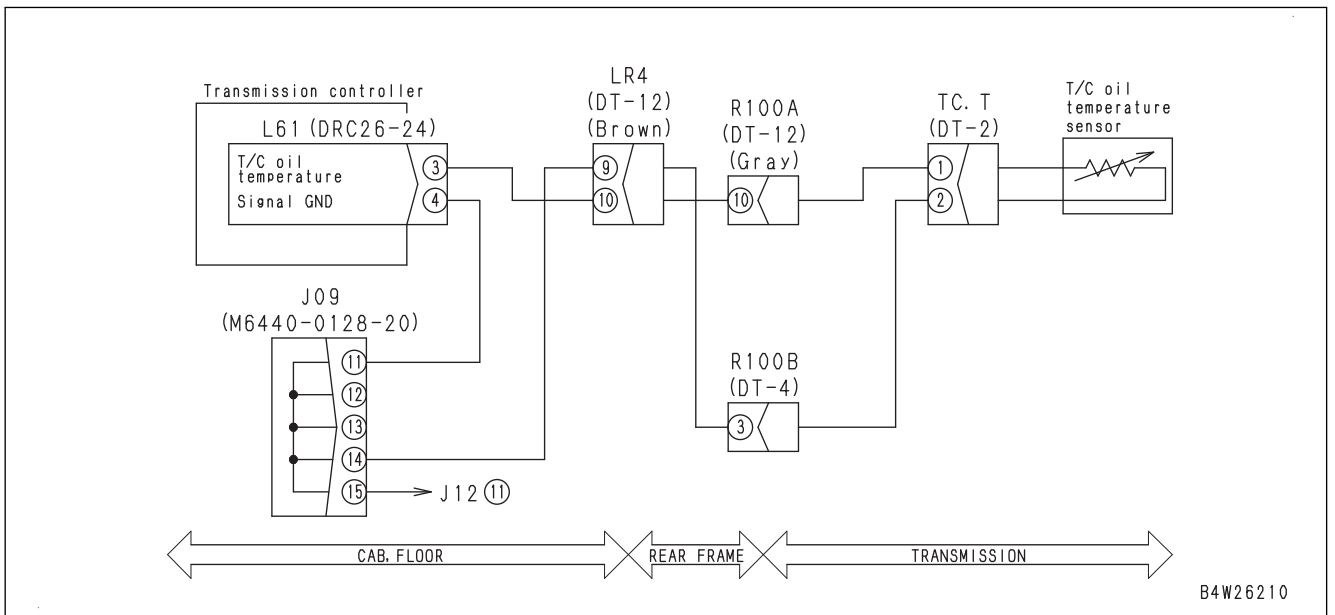 Transmission controller
L61 (DRC26-24)
T/C oil
temperature
Signal GND
3
4
LR4
(DT-12)
(Brown)
9
10
R100A
(DT-12)
(Gray)
10
TC. T
(DT-2)
1
2
T/C oil
temperature
sensor
J09
(M6440-0128-20)
11
12
13
14
15
J12 11
R100B
(DT-4)
3
CAB, FLOOR
REAR FRAME
TRANSMISSION
B4W26210